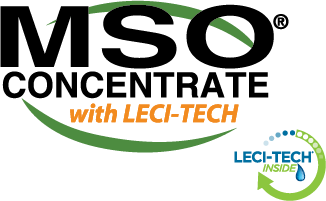 MSO®
CONCENTRATE
with LECI-TECH
LECI-TECH®
INSIDE